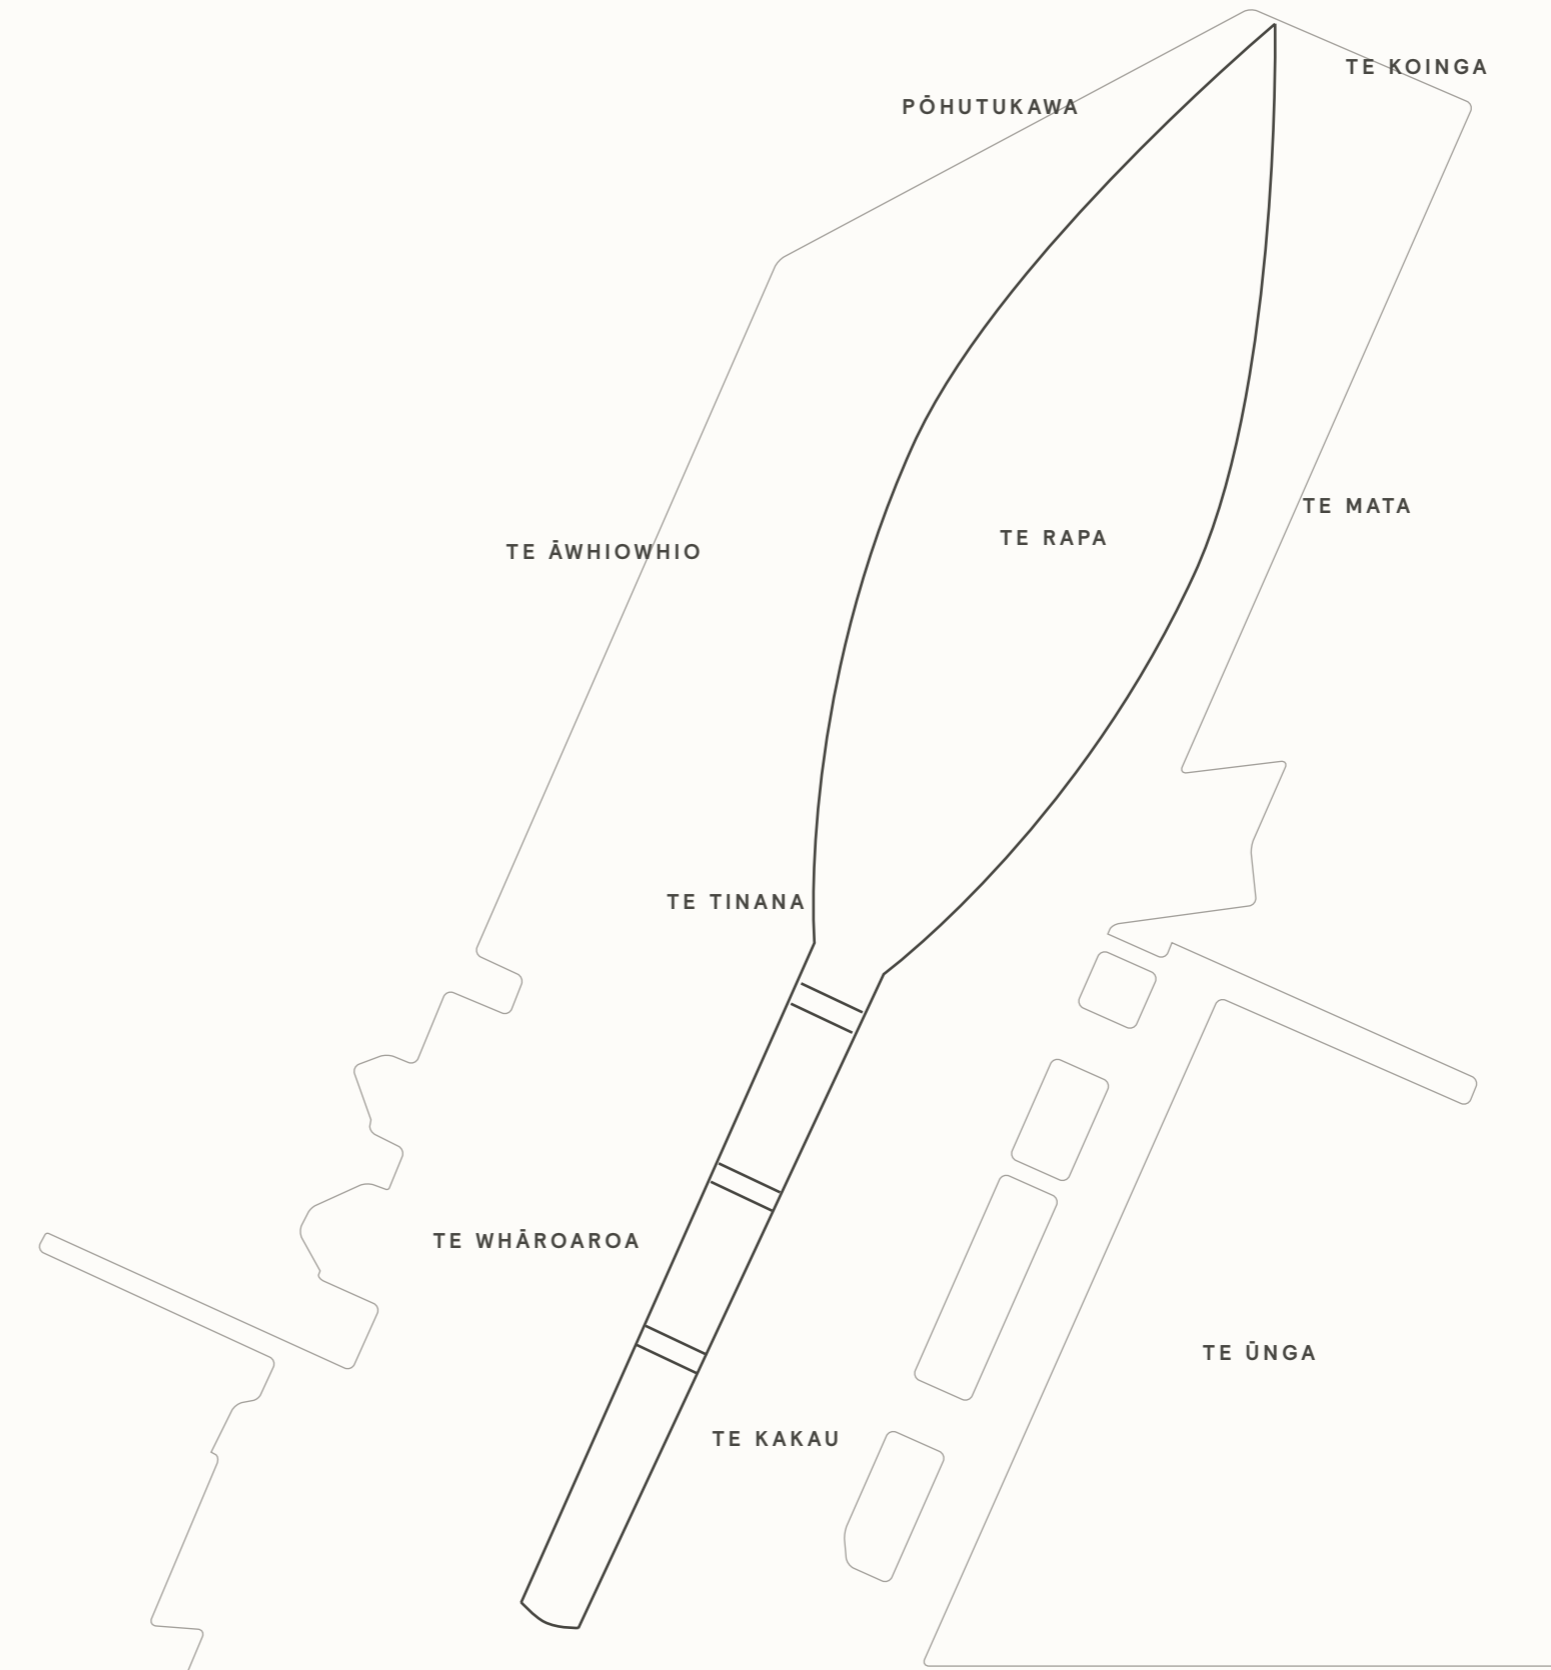 TE KOINGA
PŌHUTUKAWA
TE MATA
TE RAPA
TE ĀWHIOWHIO
TE TINANA
TE WHĀROAROA
TE ŪNGA
TE KAKAU